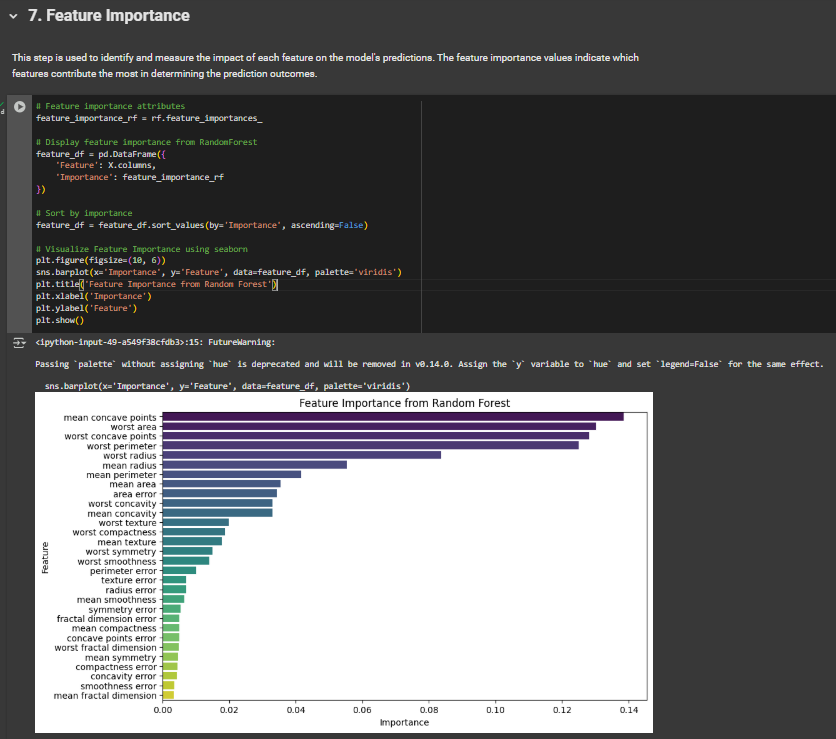 7. Feature Importance
This step is used to identify and measure the impact of each feature on the model's predictions. The feature importance values indicate which
features contribute the most in determining the prediction outcomes.
# Feature importance attributes
feature_importance_rf = rf.feature_importances_
# Display feature importance from RandomForest
feature_df = pd.DataFrame({
    'Feature': X.columns,
    'Importance': feature_importance_rf
})
# Sort by importance
feature_df = feature_df.sort_values(by='Importance', ascending=False)
# Visualize Feature Importance using seaborn
plt.figure(figsize=(10, 6))
sns.barplot(x='Importance', y='Feature', data=feature_df, palette='viridis')
plt.title('Feature Importance from Random Forest')
plt.xlabel('Importance')
plt.ylabel('Feature')
plt.show()
<ipython-input-49-a549f38cfdb3>:15: FutureWarning:
Passing `palette` without assigning `hue` is deprecated and will be removed in v0.14.0. Assign the `y` variable to `hue` and set `legend=False` for the same effect.
  sns.barplot(x='Importance', y='Feature', data=feature_df, palette='viridis')
Feature Importance from Random Forest
mean concave points
worst area
worst concave points
worst perimeter
worst radius
mean radius
mean perimeter
mean area
area error
worst concavity
mean concavity
worst texture
worst compactness
mean texture
worst symmetry
worst smoothness
perimeter error
texture error
radius error
mean smoothness
symmetry error
fractal dimension error
mean compactness
concave points error
worst fractal dimension
mean symmetry
compactness error
concavity error
smoothness error
mean fractal dimension
Feature
0.00 0.02 0.04 0.06 0.08 0.10 0.12 0.14
Importance